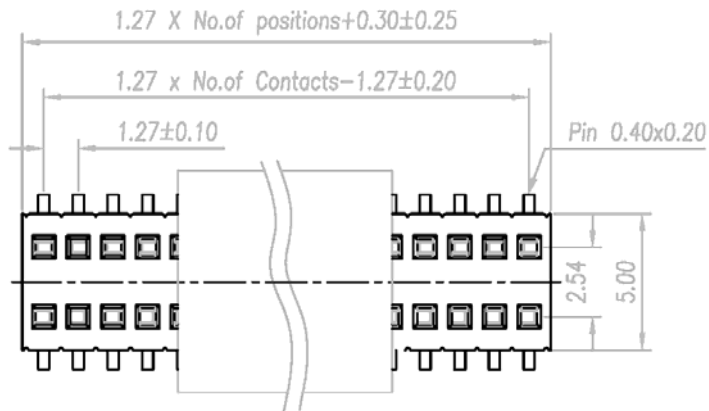 1.27 X No.of positions+0.30±0.25
1.27 x No.of Contacts-1.27±0.20
1.27±0.10
Pin 0.40x0.20
2.54
5.00